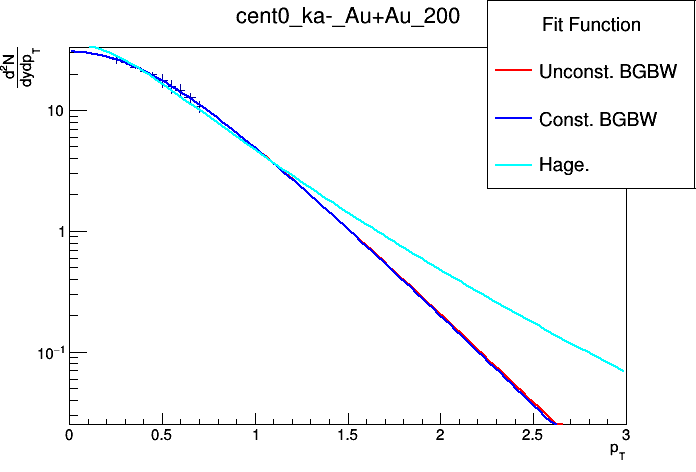 cent0_ka-_Au+Au_200
Fit Function
Unconst. BGBW
Const. BGBW
Hage.
d²N
dydp_T
10
1
10⁻¹
0
0.5
1
1.5
2
2.5
3
p_T